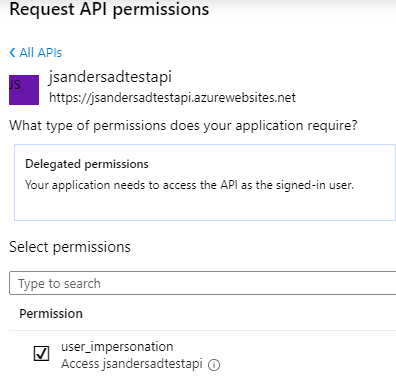 Request API permissions
All APIs
JS
jsandersadtestapi
https://jsandersadtestapi.azurewebsites.net
What type of permissions does your application require?
Delegated permissions
Your application needs to access the API as the signed-in user.
Select permissions
Type to search
Permission
user_impersonation
Access jsandersadtestapi